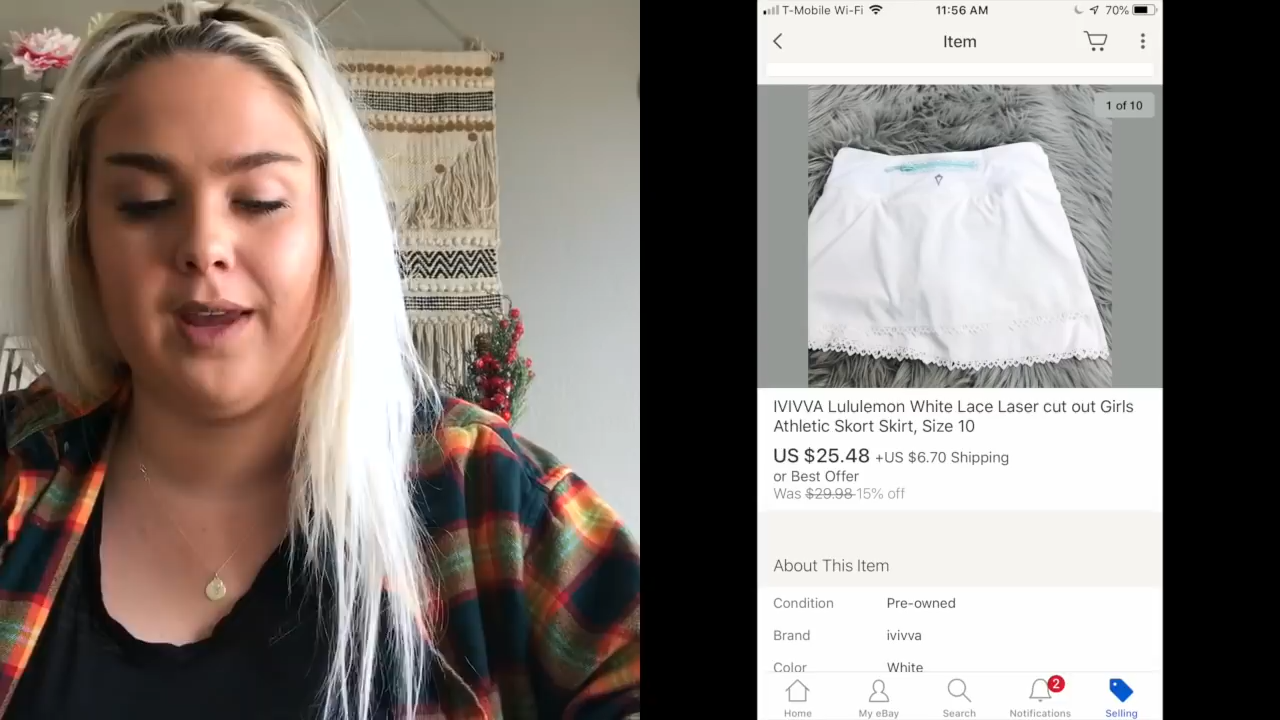 T-Mobile Wi-Fi 11:56 AM 70%
Item
1 of 10
IVIVVA Lululemon White Lace Laser cut out Girls
Athletic Skort Skirt, Size 10
US $25.48 +US $6.70 Shipping
or Best Offer
Was $29.98 15% off
About This Item
Condition Pre-owned
Brand ivivva
Color White
2
Home My eBay Search Notifications Selling